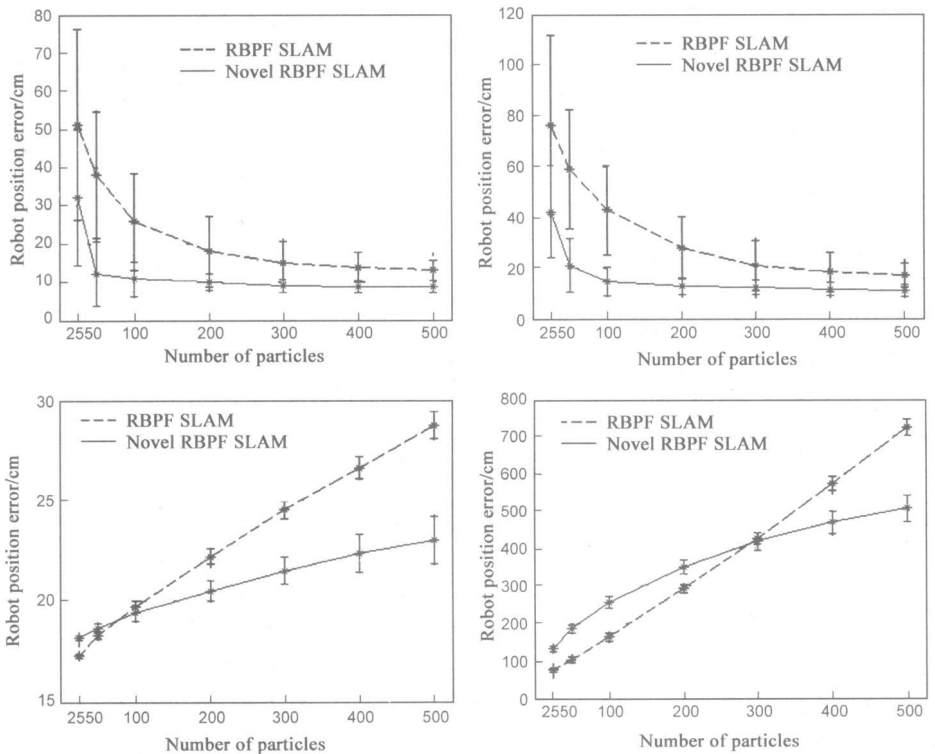 80
70
60
50
40
30
20
10
0
Robot position error/cm
RBPF SLAM
Novel RBPF SLAM
2550 100 200 300 400 500
Number of particles
120
100
80
60
40
20
0
Robot position error/cm
RBPF SLAM
Novel RBPF SLAM
2550 100 200 300 400 500
Number of particles
30
25
20
15
Robot position error/cm
RBPF SLAM
Novel RBPF SLAM
2550 100 200 300 400 500
Number of particles
800
700
600
500
400
300
200
100
0
Robot position error/cm
RBPF SLAM
Novel RBPF SLAM
2550 100 200 300 400 500
Number of particles